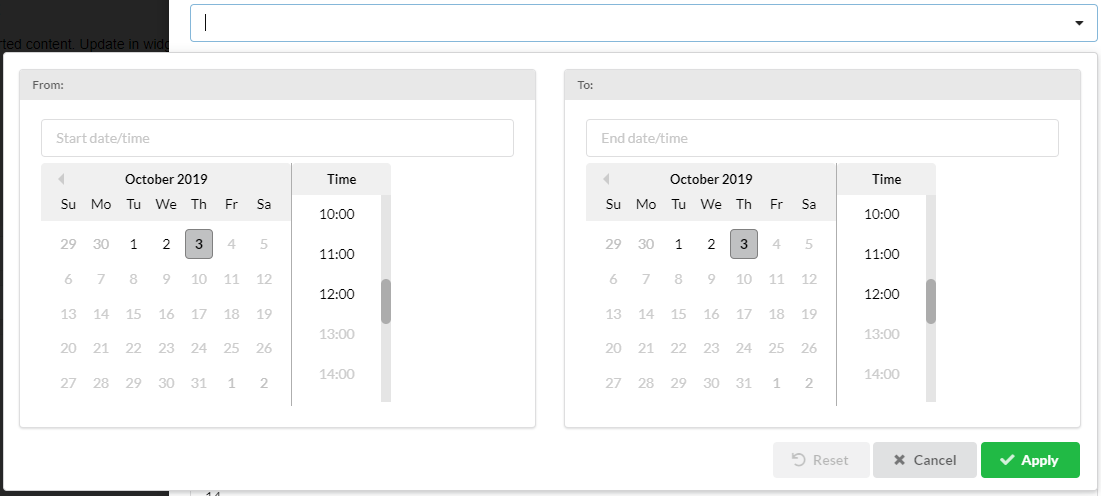 rted content. Update in widg
From:
To:
Start date/time
End date/time
October 2019 Time
Su Mo Tu We Th Fr Sa
29 30 1 2 3 4 5
6 7 8 9 10 11 12
13 14 15 16 17 18 19
20 21 22 23 24 25 26
27 28 29 30 31 1 2
10:00
11:00
12:00
13:00
14:00
October 2019 Time
Su Mo Tu We Th Fr Sa
29 30 1 2 3 4 5
6 7 8 9 10 11 12
13 14 15 16 17 18 19
20 21 22 23 24 25 26
27 28 29 30 31 1 2
10:00
11:00
12:00
13:00
14:00
Reset Cancel Apply